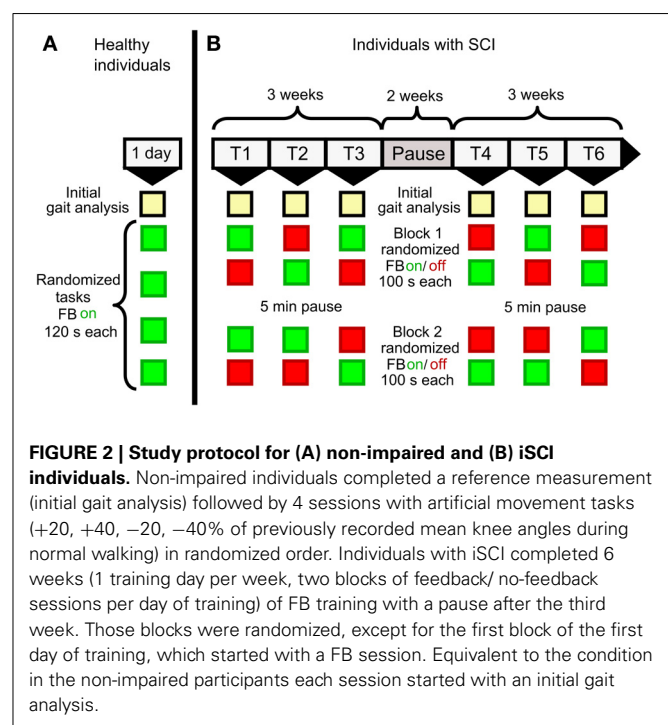 A Healthy individuals
B Individuals with SCI
3 weeks 2 weeks 3 weeks
1 day T1 T2 T3 Pause T4 T5 T6
Initial
gait analysis
Randomized
tasks
FB on
120 s each
Initial
gait analysis
Block 1
randomized
FBon/off
100 s each
5 min pause 5 min pause
Block 2
randomized
FBon/off
100 s each
FIGURE 2 | Study protocol for (A) non-impaired and (B) iSCI
individuals. Non-impaired individuals completed a reference measurement
(initial gait analysis) followed by 4 sessions with artificial movement tasks
(+20, +40, −20, −40% of previously recorded mean knee angles during
normal walking) in randomized order. Individuals with iSCI completed 6
weeks (1 training day per week, two blocks of feedback/ no-feedback
sessions per day of training) of FB training with a pause after the third
week. Those blocks were randomized, except for the first block of the first
day of training, which started with a FB session. Equivalent to the condition
in the non-impaired participants each session started with an initial gait
analysis.